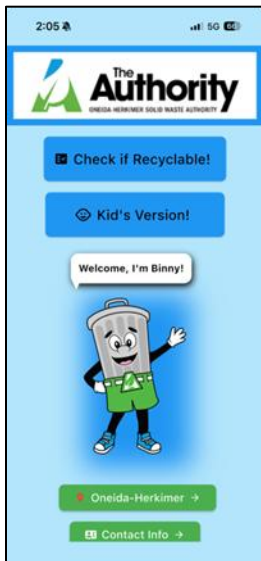 2:05
5G 60
The
Authority
ONEIDA-HERKIMER SOLID WASTE AUTHORITY
Check if Recyclable!
Kid's Version!
Welcome, I'm Binny!
Oneida-Herkimer →
Contact Info →